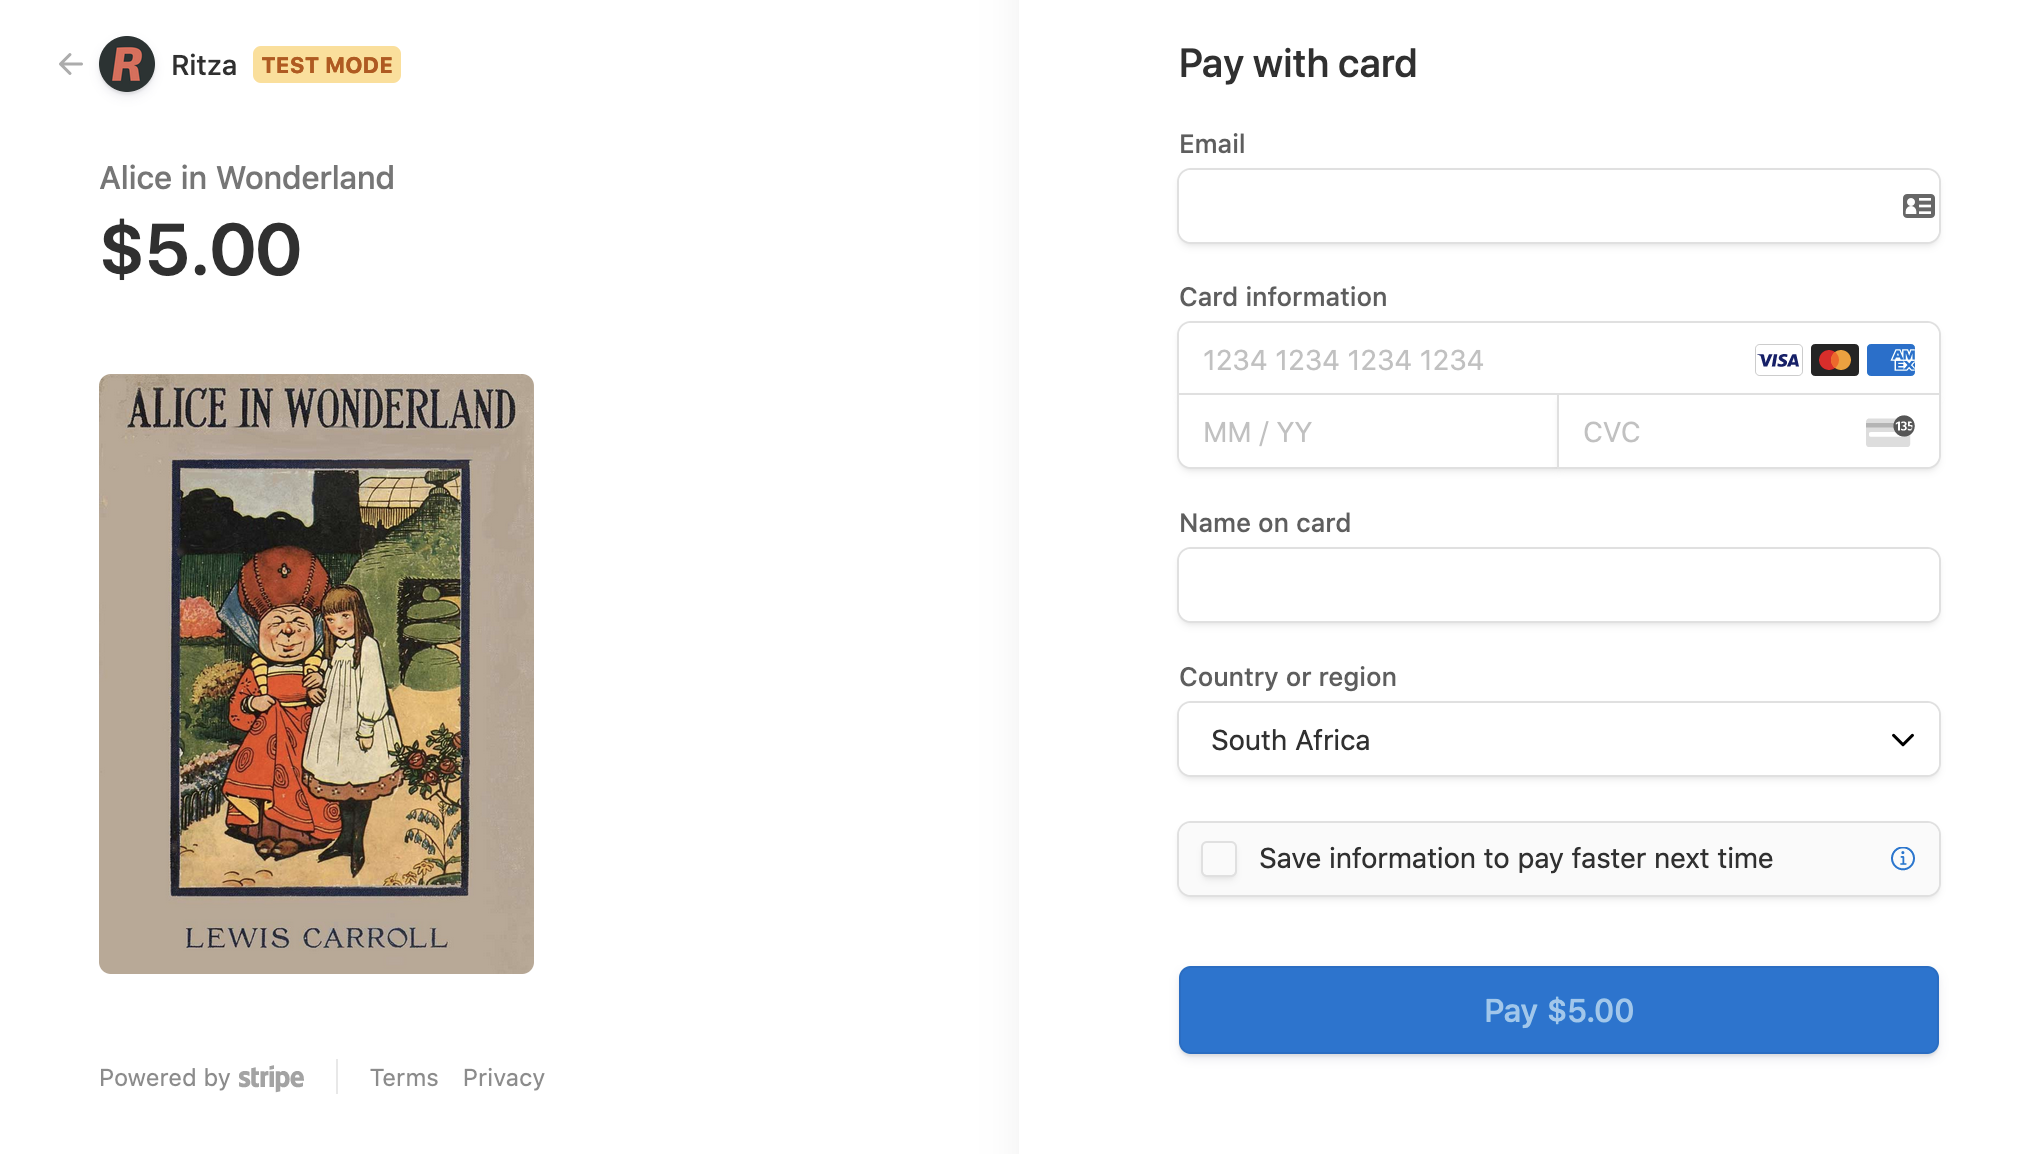 Ritza TEST MODE
Alice in Wonderland
$5.00
ALICE IN WONDERLAND
LEWIS CARROLL
Powered by stripe
Terms Privacy
Pay with card
Email
Card information
1234 1234 1234 1234 VISA AMEX
MM / YY CVC 135
Name on card
Country or region
South Africa
Save information to pay faster next time
Pay $5.00